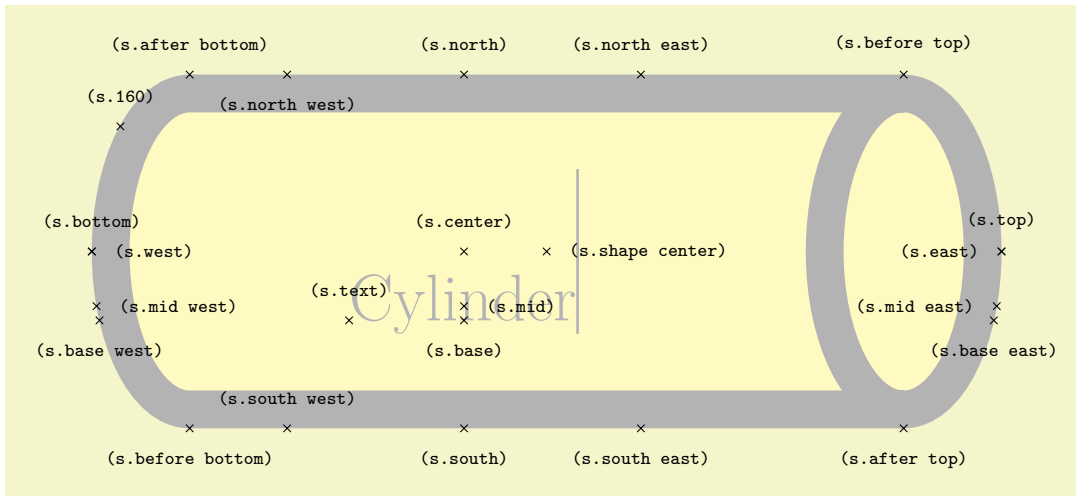 (s.after bottom) (s.north) (s.north east) (s.before top)
(s.160) (s.north west)
(s.bottom) (s.center) (s.top)
(s.west) (s.shape center) (s.east)
(s.text)
Cylinder
(s.mid west) (s.mid) (s.mid east)
(s.base west) (s.base) (s.base east)
(s.south west)
(s.before bottom) (s.south) (s.south east) (s.after top)